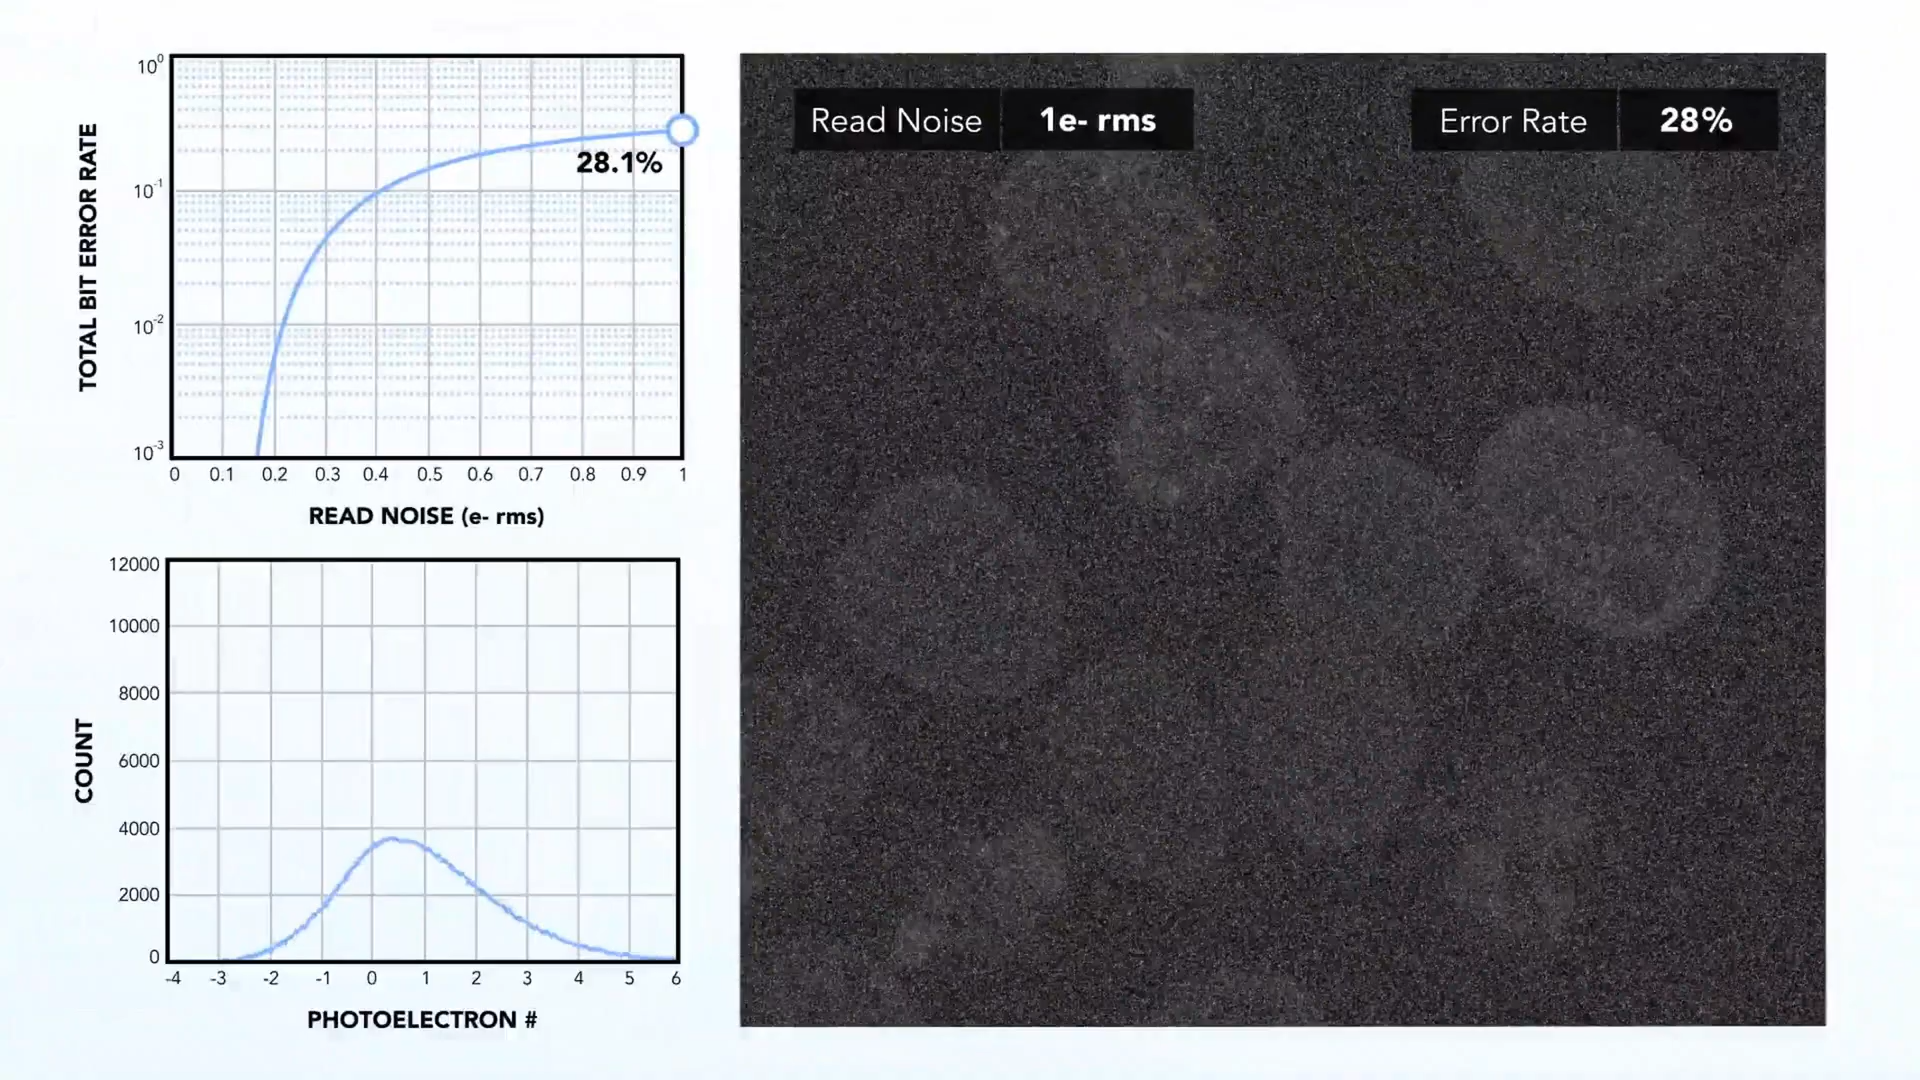 10⁰
10⁻¹
10⁻²
10⁻³
TOTAL BIT ERROR RATE
28.1%
0 0.1 0.2 0.3 0.4 0.5 0.6 0.7 0.8 0.9 1
READ NOISE (e- rms)
12000
10000
8000
6000
4000
2000
0
COUNT
-4 -3 -2 -1 0 1 2 3 4 5 6
PHOTOELECTRON #
Read Noise 1e- rms
Error Rate 28%